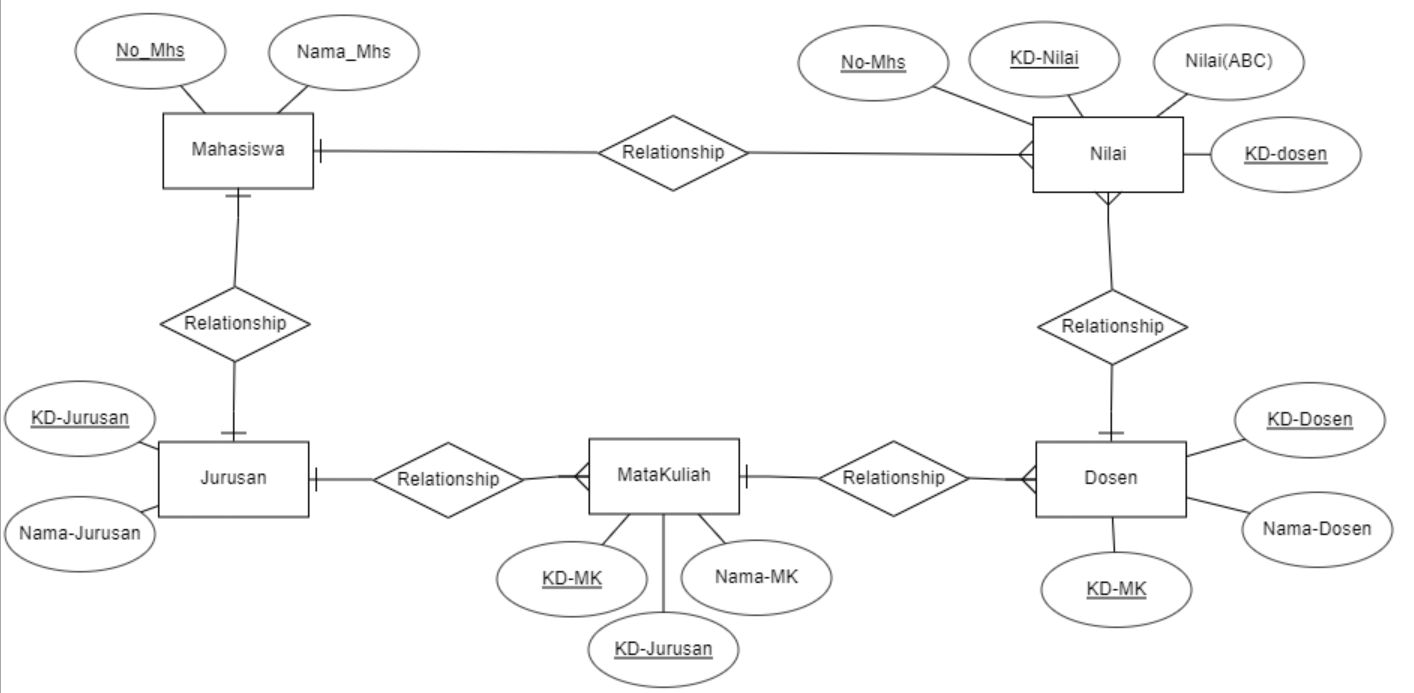 No_Mhs
Nama_Mhs
No-Mhs
KD-Nilai
Nilai(ABC)
Mahasiswa
Relationship
Nilai
KD-dosen
Relationship
Relationship
KD-Jurusan
KD-Dosen
Jurusan
Relationship
MataKuliah
Relationship
Dosen
Nama-Jurusan
Nama-Dosen
KD-MK
Nama-MK
KD-MK
KD-Jurusan